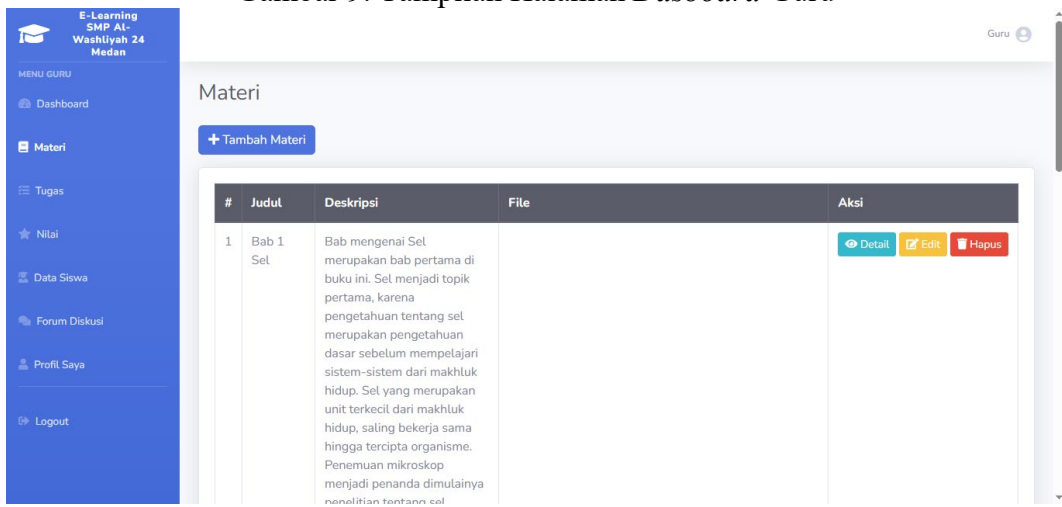 E-Learning
SMP Al-
Washliyah 24
Medan
Guru
MENU GURU
Dashboard
Materi
Tugas
Nilai
Data Siswa
Forum Diskusi
Profil Saya
Logout
Materi
+ Tambah Materi
# Judul Deskripsi File Aksi
1 Bab 1 Sel
Bab mengenai Sel
merupakan bab pertama di
buku ini. Sel menjadi topik
pertama, karena
pengetahuan tentang sel
merupakan pengetahuan
dasar sebelum mempelajari
sistem-sistem dari makhluk
hidup. Sel yang merupakan
unit terkecil dari makhluk
hidup, saling bekerja sama
hingga tercipta organisme.
Penemuan mikroskop
menjadi penanda dimulainya
penelitian tentang sel
Detail Edit Hapus